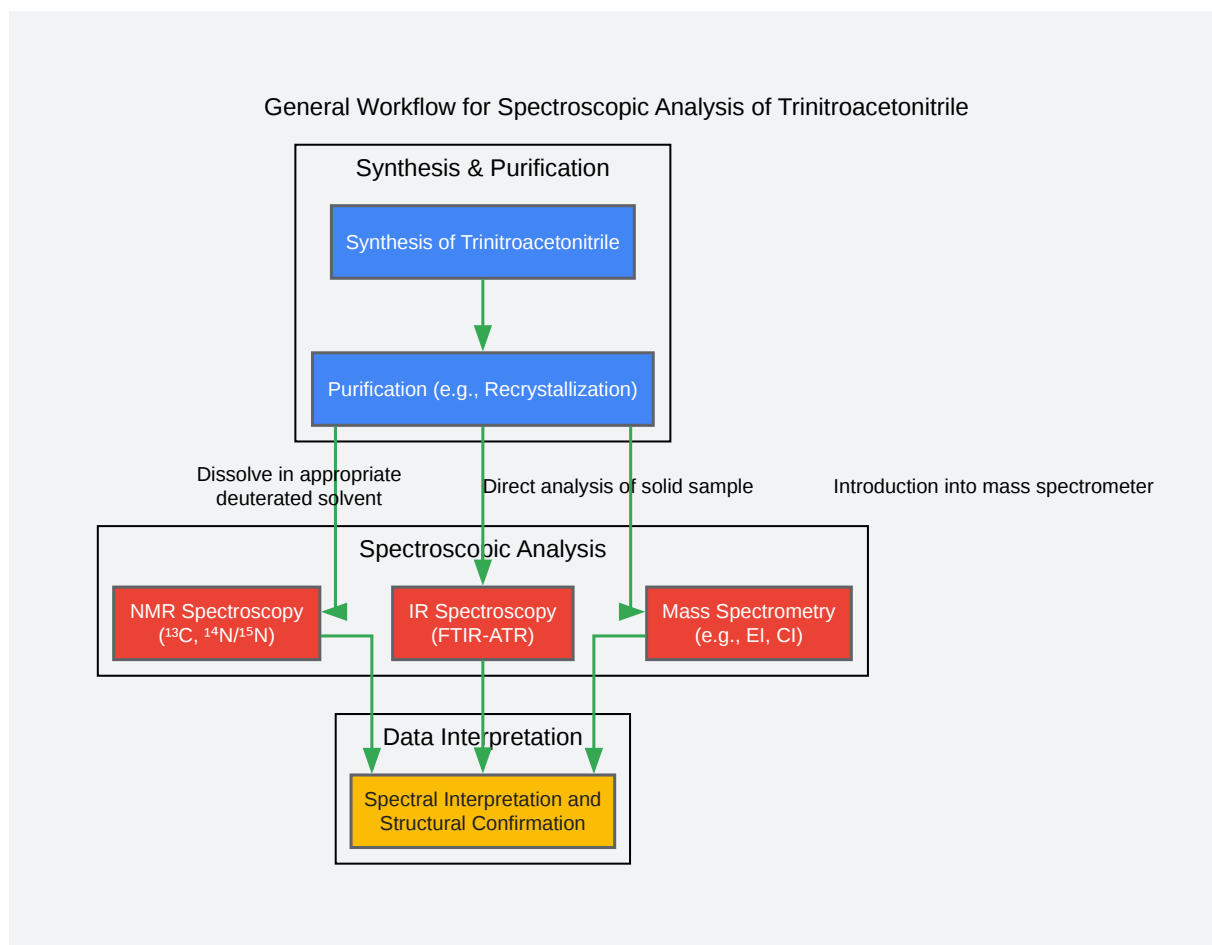 General Workflow for Spectroscopic Analysis of Trinitroacetonitrile
Synthesis & Purification
Synthesis of Trinitroacetonitrile
Purification (e.g., Recrystallization)
Dissolve in appropriate
deuterated solvent
Direct analysis of solid sample
Introduction into mass spectrometer
Spectroscopic Analysis
NMR Spectroscopy
(¹³C, ¹⁴N/¹⁵N)
IR Spectroscopy
(FTIR-ATR)
Mass Spectrometry
(e.g., EI, CI)
Data Interpretation
Spectral Interpretation and
Structural Confirmation